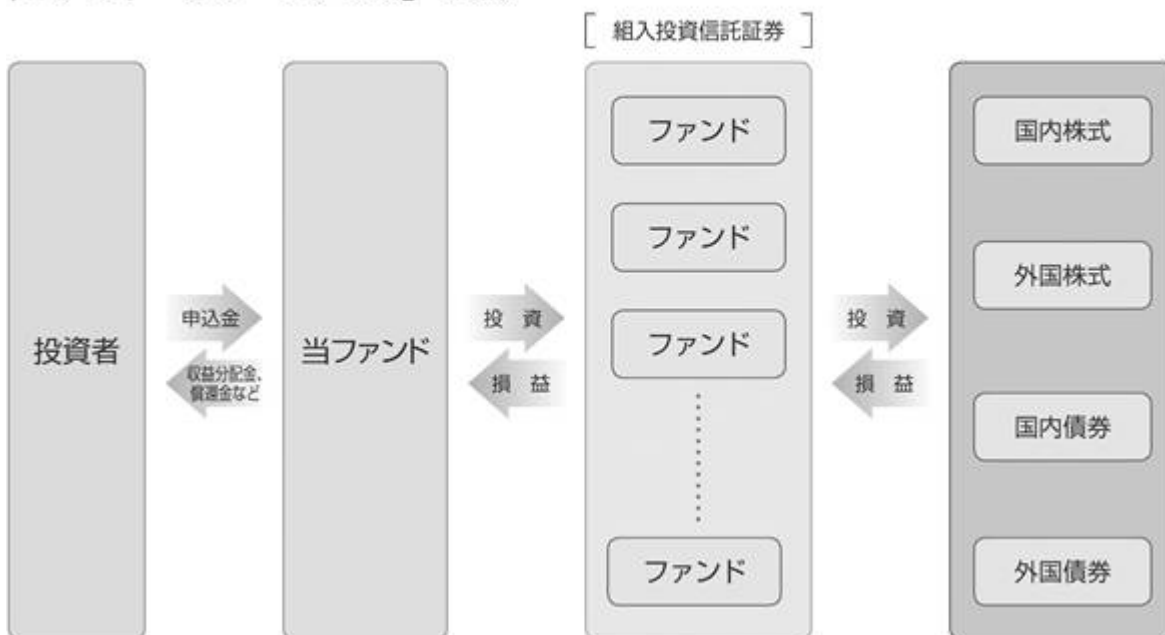 組入投資信託証券
投資者
申込金
収益分配金、
償還金など
当ファンド
投 資
損 益
ファンド
ファンド
ファンド
ファンド
投 資
損 益
国内株式
外国株式
国内債券
外国債券